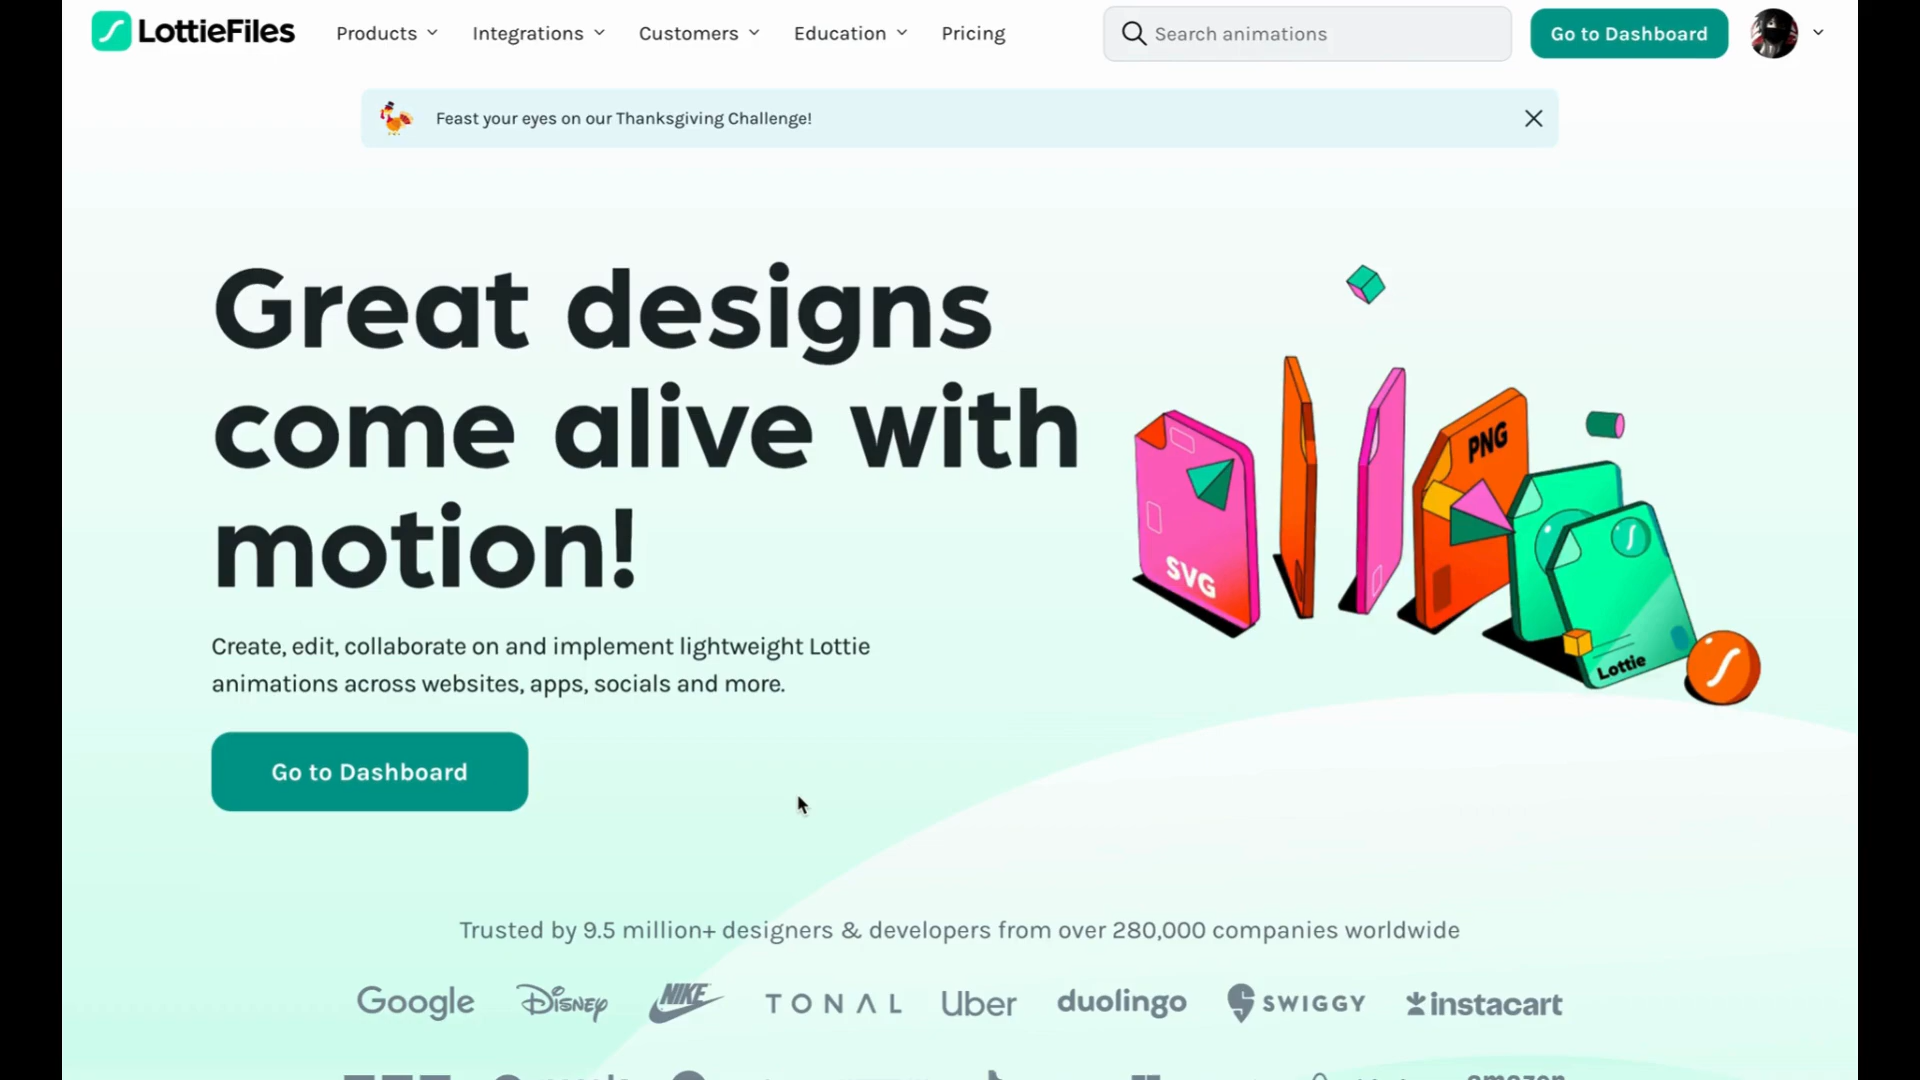 LottieFiles
Products
Integrations
Customers
Education
Pricing
Search animations
Go to Dashboard
Feast your eyes on our Thanksgiving Challenge!
Great designs
come alive with
motion!
PNG
SVG
Lottie
Create, edit, collaborate on and implement lightweight Lottie
animations across websites, apps, socials and more.
Go to Dashboard
Trusted by 9.5 million+ designers & developers from over 280,000 companies worldwide
Google DISNEY NIKE TONAL Uber duolingo SWIGGY instacart
amazon